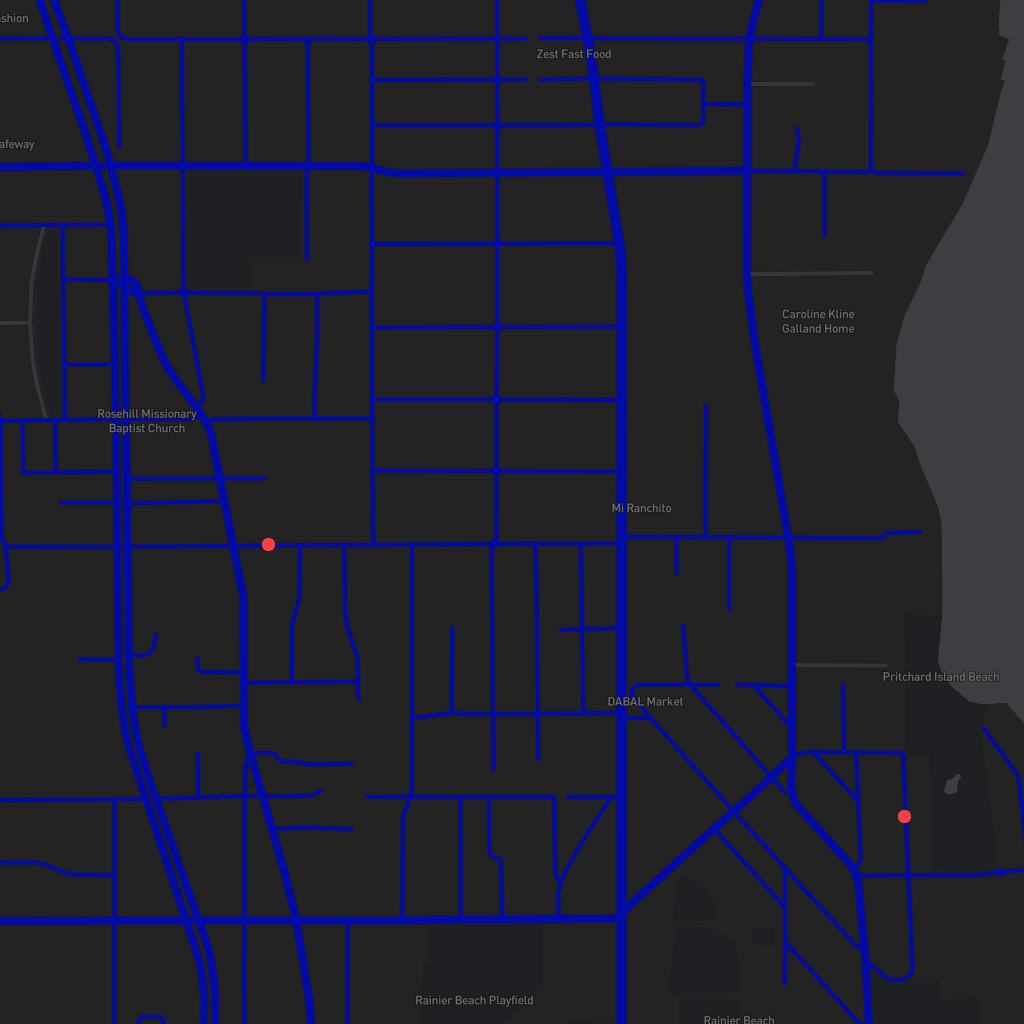 ashion
Zest Fast Food
afeway
Caroline Kline
Galland Home
Rosehill Missionary
Baptist Church
Mi Ranchito
Pritchard Island Beach
DABAL Market
Rainier Beach Playfield
Rainier Beach